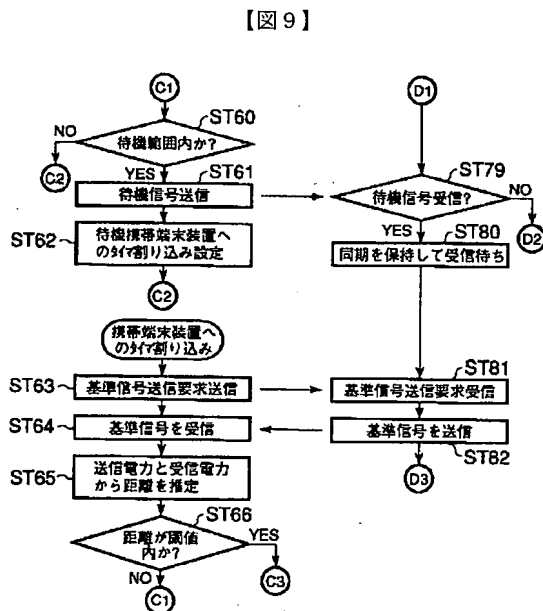 【図9】
C1
ST60
待機範囲内か?
NO
C2
YES
ST61
待機信号送信
ST62
待機携帯端末装置へ
のタイマ割り込み設定
C2
携帯端末装置へ
のタイマ割り込み
ST63
基準信号送信要求送信
ST64
基準信号を受信
ST65
送信電力と受信電力
から距離を推定
ST66
距離が閾値
内か?
YES
C3
NO
C1
D1
ST79
待機信号受信?
NO
D2
YES
ST80
同期を保持して受信待ち
ST81
基準信号送信要求受信
基準信号を送信
ST82
D3